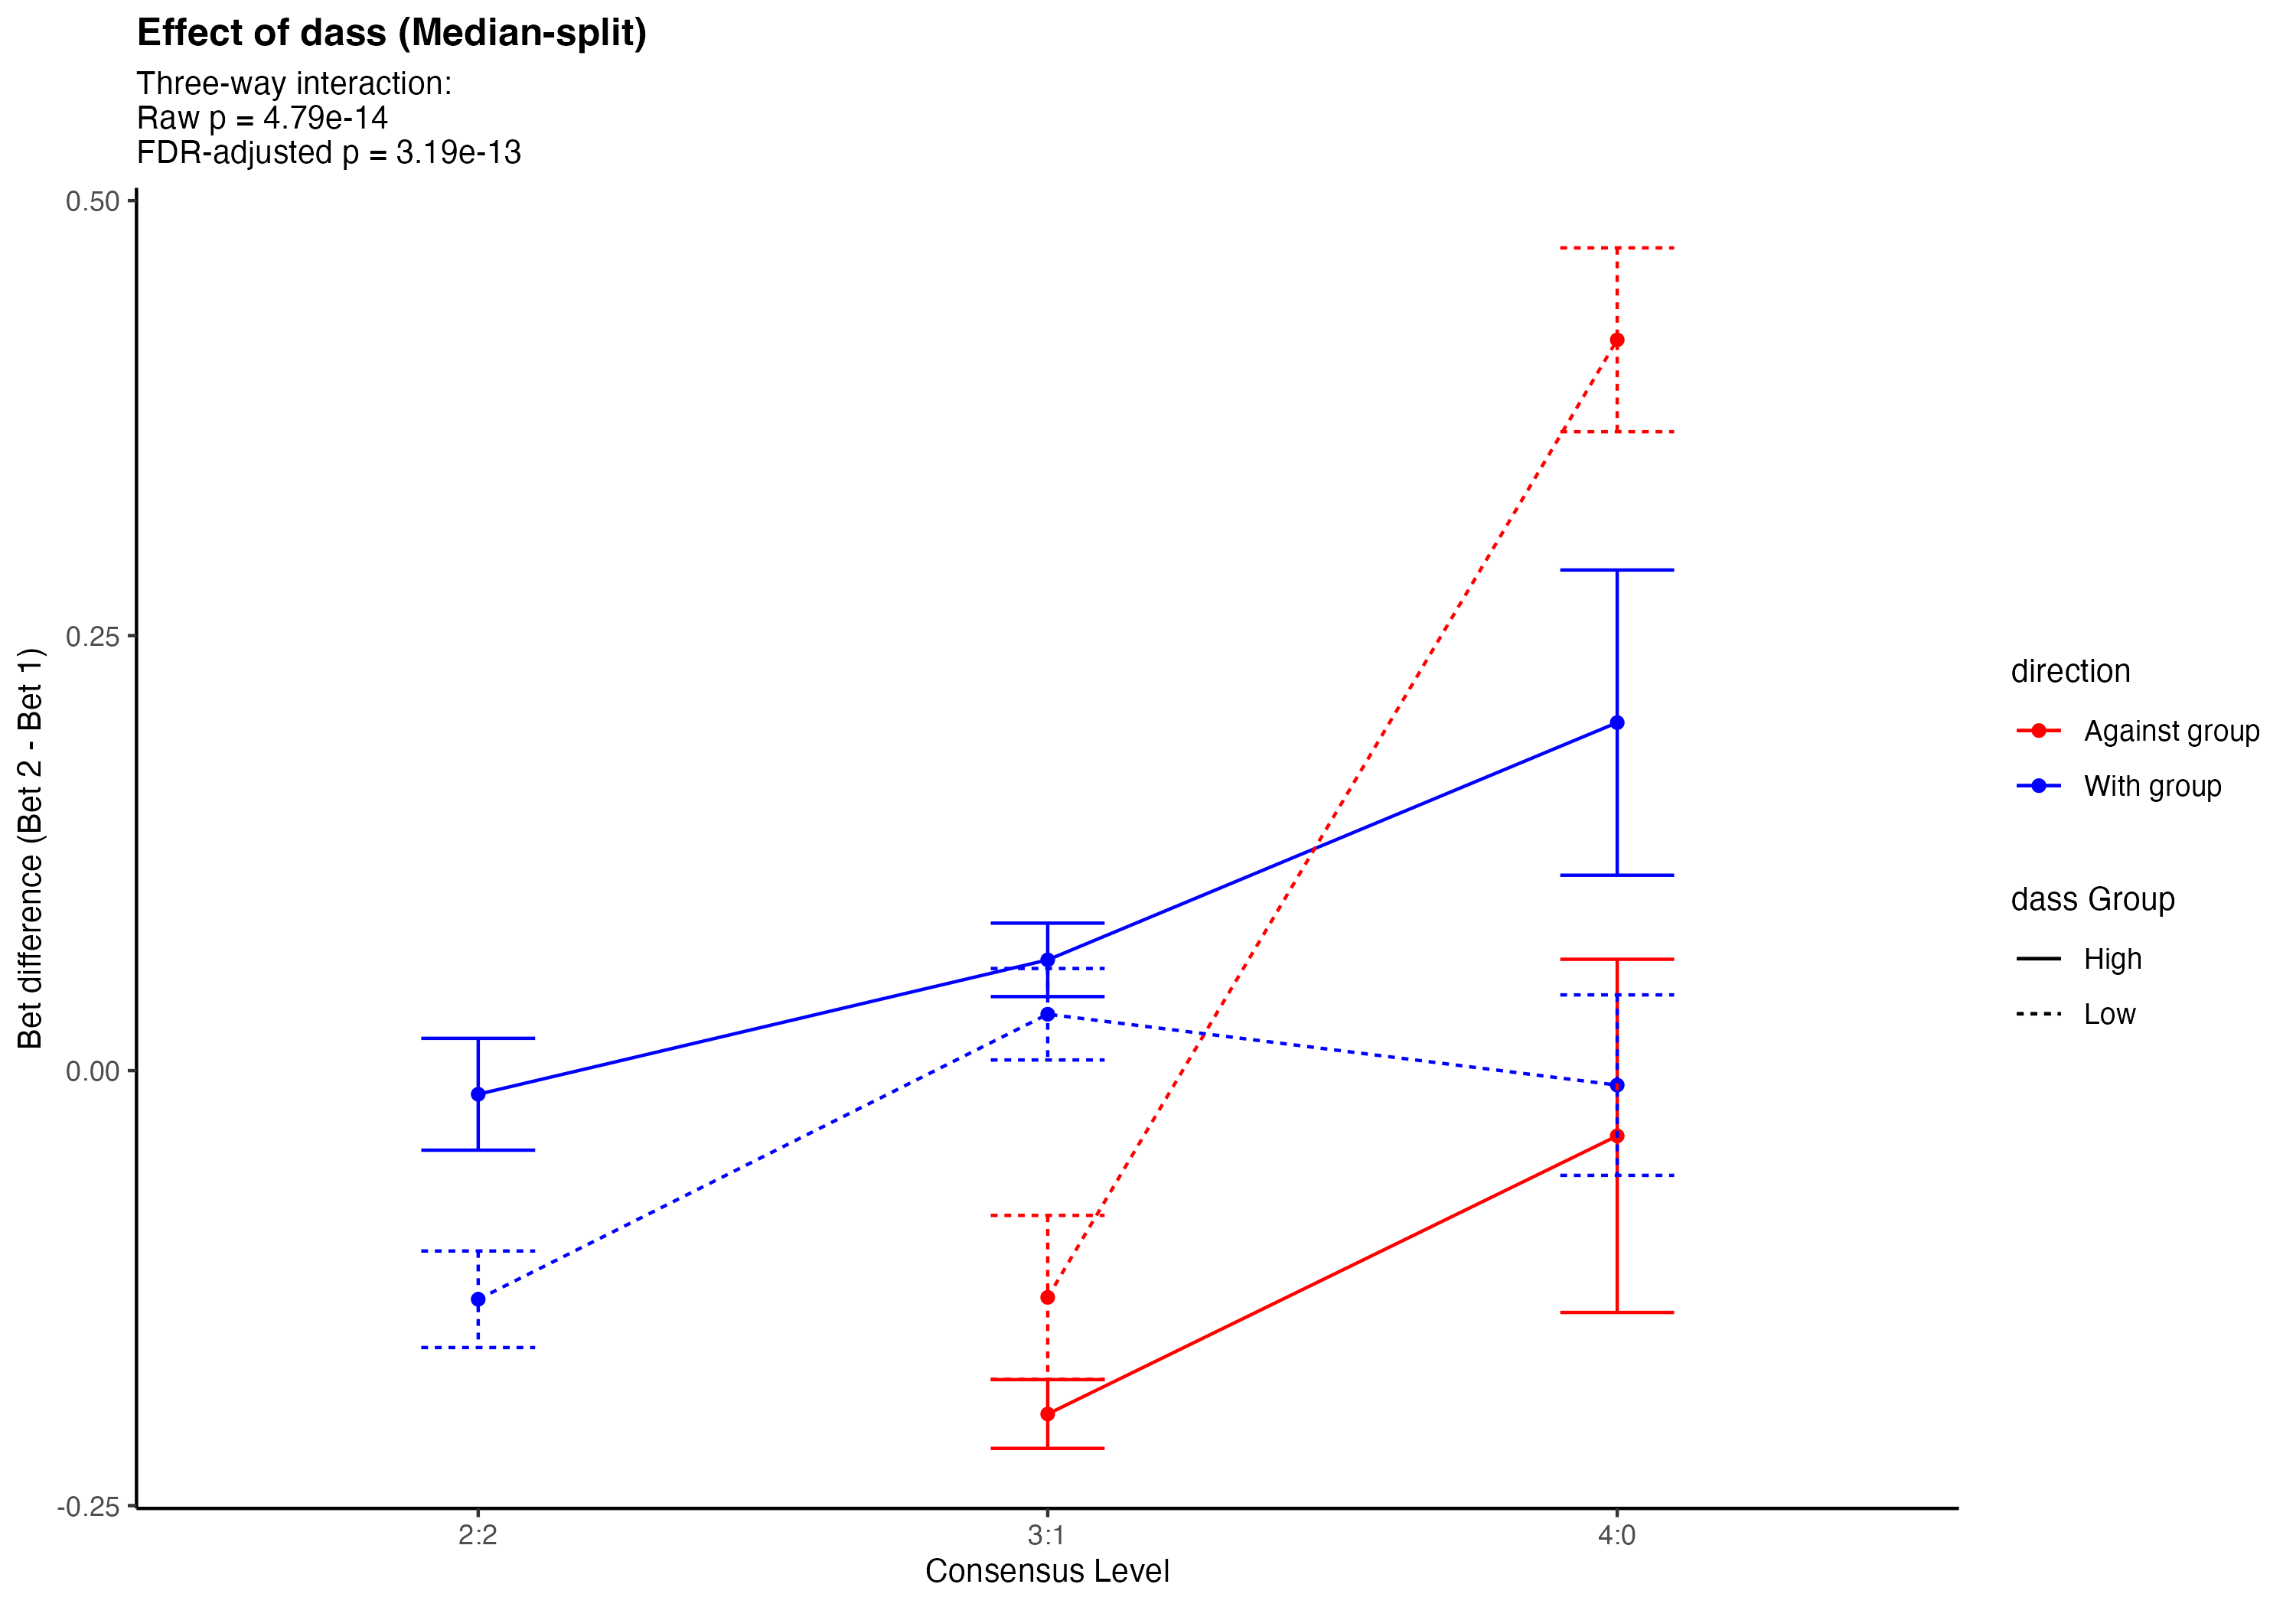 Effect of dass (Median-split)
Three-way interaction:
Raw p = 4.79e-14
FDR-adjusted p = 3.19e-13
0.50
0.25
0.00
-0.25
Bet difference (Bet 2 - Bet 1)
2:2
3:1
4:0
Consensus Level
direction
Against group
With group
dass Group
High
Low